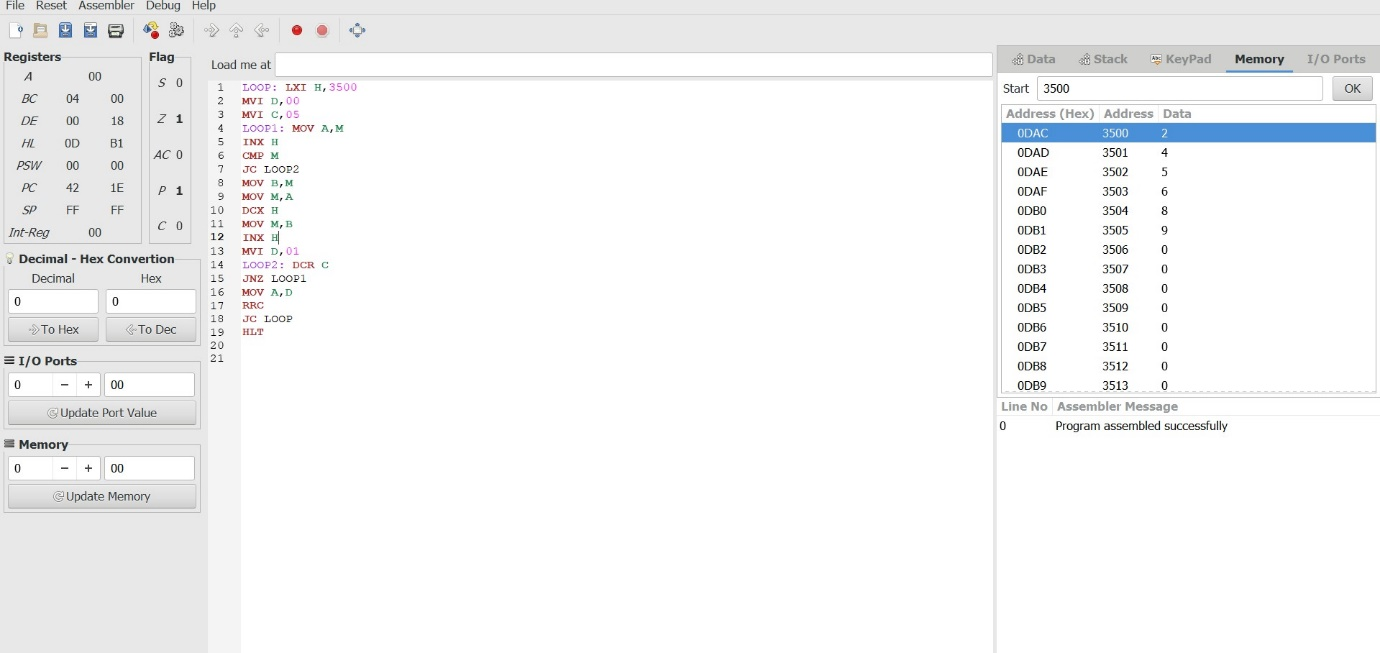 File Reset Assembler Debug Help
Registers
A 00
BC 04 00
DE 00 18
HL 0D B1
PSW 00 00
PC 42 1E
SP FF FF
Int-Reg 00
Flag
S 0
Z 1
AC 0
P 1
C 0
Decimal - Hex Convertion
Decimal Hex
0 0
To Hex To Dec
I/O Ports
0 − + 00
Update Port Value
Memory
0 − + 00
Update Memory
Load me at
1 LOOP: LXI H,3500
2 MVI D,00
3 MVI C,05
4 LOOP1: MOV A,M
5 INX H
6 CMP M
7 JC LOOP2
8 MOV B,M
9 MOV M,A
10 DCX H
11 MOV M,B
12 INX H
13 MVI D,01
14 LOOP2: DCR C
15 JNZ LOOP1
16 MOV A,D
17 RRC
18 JC LOOP
19 HLT
20
21
Data Stack KeyPad Memory I/O Ports
Start 3500 OK
Address (Hex) Address Data
0DAC 3500 2
0DAD 3501 4
0DAE 3502 5
0DAF 3503 6
0DB0 3504 8
0DB1 3505 9
0DB2 3506 0
0DB3 3507 0
0DB4 3508 0
0DB5 3509 0
0DB6 3510 0
0DB7 3511 0
0DB8 3512 0
0DB9 3513 0
Line No Assembler Message
0 Program assembled successfully